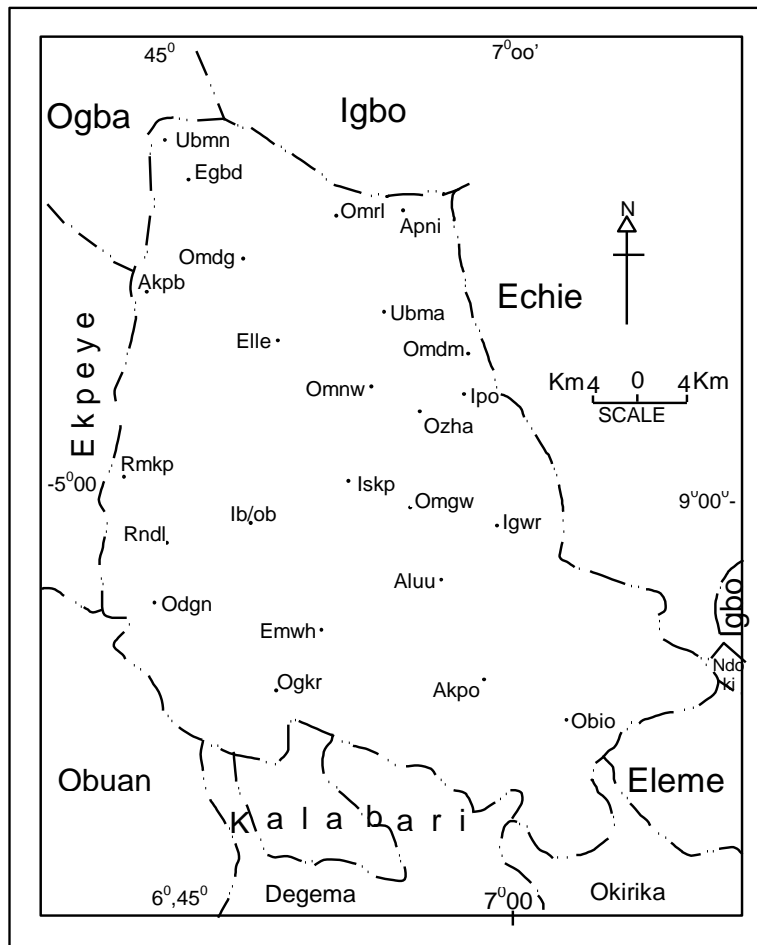 45⁰ 7⁰oo'
Ogba Igbo
Ubmn
Egbd
Omrl Apni
N
Omdg
Akpb
Echie
Ubma
Elle
Omdm
Ekpeye
Omnw Ipo
Km 4 0 4 Km
SCALE
Ozha
Rmkp
-5⁰00
Iskp
Omgw
9⁰00⁰-
Ib/ob
Igwr
Rndl
Aluu
Odgn
Igbo
Emwh
Ndo
ki
Ogkr
Akpo
Obio
Obuan
Eleme
Kalabari
6⁰,45⁰ Degema 7⁰00 Okirika